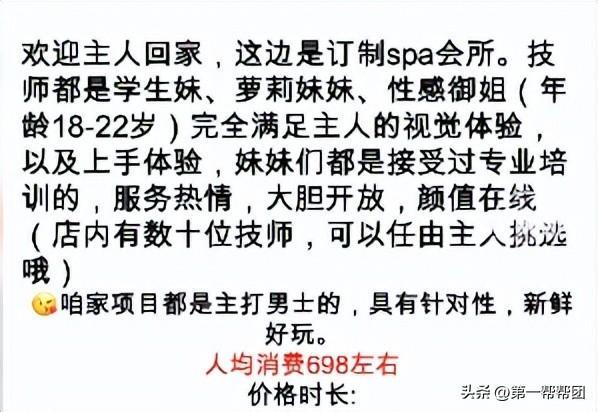 欢迎主人回家，这边是订制spa会所。技
师都是学生妹、萝莉妹妹、性感御姐（年
龄18-22岁）完全满足主人的视觉体验，
以及上手体验，妹妹们都是接受过专业培
训的，服务热情，大胆开放，颜值在线
（店内有数十位技师，可以任由主人挑选
哦）
😘咱家项目都是主打男士的，具有针对性，新鲜
好玩。
人均消费698左右
价格时长:
头条 @第一帮帮团